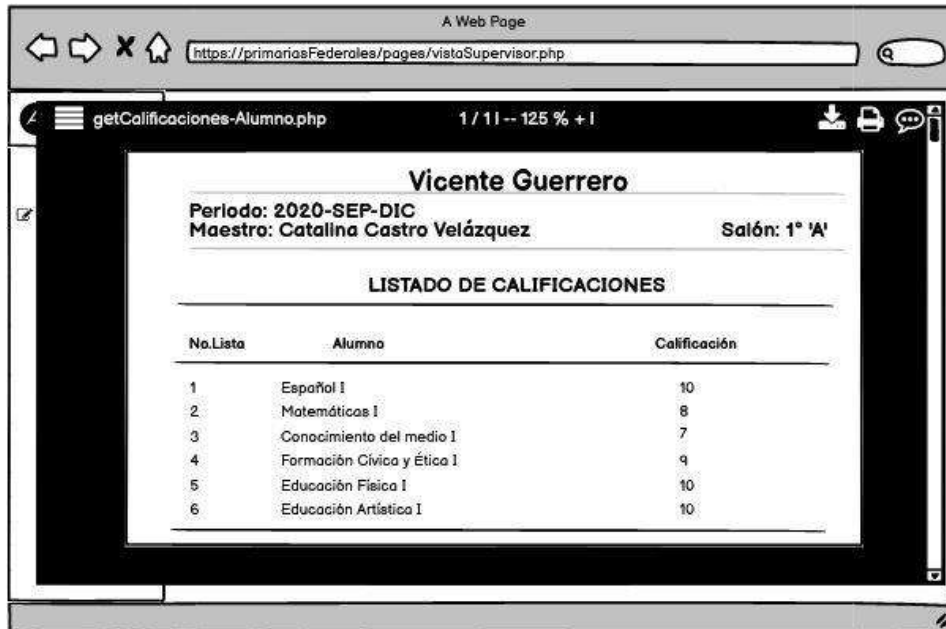 A Web Page
https://primariasFederales/pages/vistaSupervisor.php
getCalificaciones-Alumno.php 1 / 1 I -- 125 % + I
Vicente Guerrero
Periodo: 2020-SEP-DIC
Maestro: Catalina Castro Velázquez Salón: 1° 'A'
LISTADO DE CALIFICACIONES
No.Lista Alumno Calificación
1 Español I 10
2 Matemáticas I 8
3 Conocimiento del medio I 7
4 Formación Cívica y Ética I 9
5 Educación Física I 10
6 Educación Artística I 10